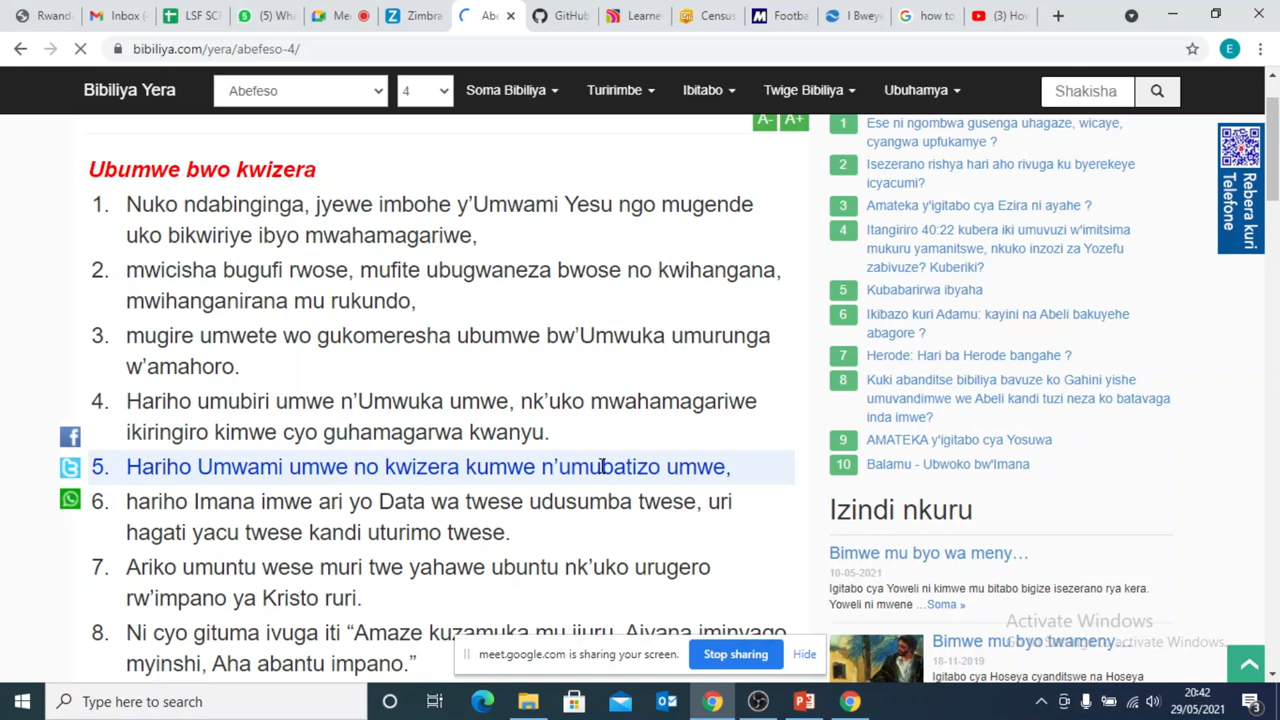 Rwand
Inbox (
LSF SCH
(5) Wha
Me
Zimbra
Abe
GitHub
Learne
Census
Footba
I Bweye
how to
(3) How
bibiliya.com/yera/abefeso-4/
E
Bibiliya Yera
Abefeso
4
Soma Bibiliya
Turirimbe
Ibitabo
Twige Bibiliya
Ubuhamya
Shakisha
A-
A+
Ubumwe bwo kwizera
1. Nuko ndabinginga, jyewe imbohe y’Umwami Yesu ngo mugende
uko bikwiriye ibyo mwahamagariwe,
2. mwicisha bugufi rwose, mufite ubugwaneza bwose no kwihangana,
mwihanganirana mu rukundo,
3. mugire umwete wo gukomeresha ubumwe bw’Umwuka umurunga
w’amahoro.
4. Hariho umubiri umwe n’Umwuka umwe, nk’uko mwahamagariwe
ikiringiro kimwe cyo guhamagarwa kwanyu.
5. Hariho Umwami umwe no kwizera kumwe n’umubatizo umwe,
6. hariho Imana imwe ari yo Data wa twese udusumba twese, uri
hagati yacu twese kandi uturimo twese.
7. Ariko umuntu wese muri twe yahawe ubuntu nk’uko urugero
rw’impano ya Kristo ruri.
8. Ni cyo gituma ivuga iti “Amaze kuzamuka mu ijuru, Ajyana iminyago
myinshi, Aha abantu impano.”
1 Ese ni ngombwa gusenga uhagaze, wicaye,
cyangwa upfukamye ?
2 Isezerano rishya hari aho rivuga ku byerekeye
icyacumi?
3 Amateka y'igitabo cya Ezira ni ayahe ?
4 Itangiriro 40:22 kubera iki umuvuzi w'imitsima
mukuru yamanitswe, nkuko inzozi za Yozefu
zabivuze? Kuberiki?
5 Kubabarirwa ibyaha
6 Ikibazo kuri Adamu: kayini na Abeli bakuyehe
abagore ?
7 Herode: Hari ba Herode bangahe ?
8 Kuki abanditse bibiliya bavuze ko Gahini yishe
umuvandimwe we Abeli kandi tuzi neza ko batavaga
inda imwe?
9 AMATEKA y'igitabo cya Yosuwa
10 Balamu - Ubwoko bw'Imana
Izindi nkuru
Bimwe mu byo wa meny…
10-05-2021
Igitabo cya Yoweli ni kimwe mu bitabo bigize isezerano rya kera.
Yoweli ni mwene …Soma »
Bimwe mu byo twameny…
18-11-2019
Igitabo cya Hoseya cyanditswe na Hoseya
Rebera kuri
Telefone
Activate Windows
meet.google.com is sharing your screen.
Stop sharing
Hide
Type here to search
20:42
29/05/2021
3